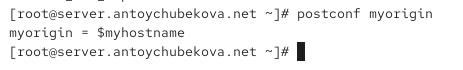 [root@server.antoychubekova.net ~]# postconf myorigin
myorigin = $myhostname
[root@server.antoychubekova.net ~]#